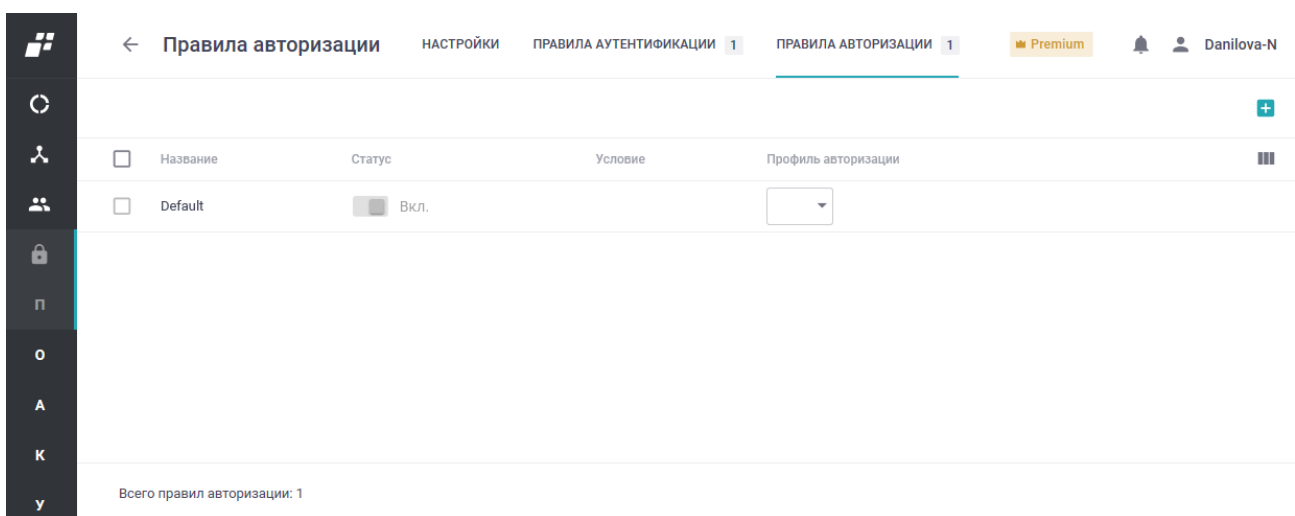 Правила авторизации НАСТРОЙКИ ПРАВИЛА АУТЕНТИФИКАЦИИ 1 ПРАВИЛА АВТОРИЗАЦИИ 1 Premium Danilova-N
Название Статус Условие Профиль авторизации
Default Вкл.
П
О
А
К
Всего правил авторизации: 1
У